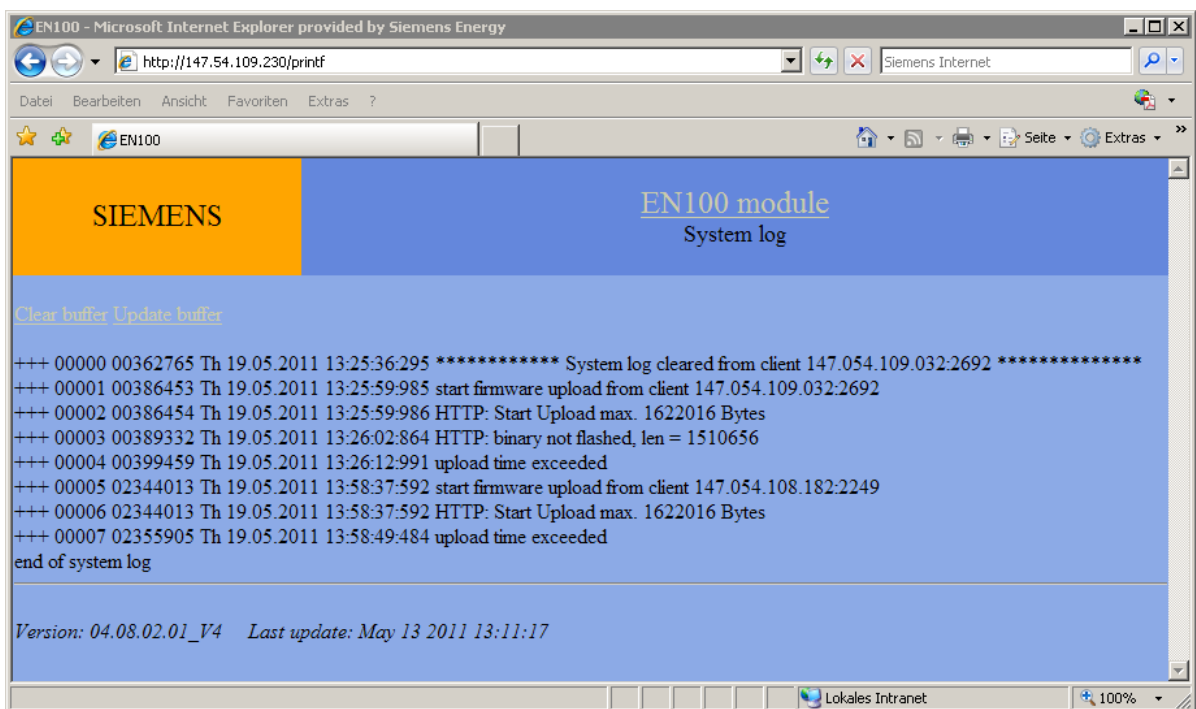 EN100 - Microsoft Internet Explorer provided by Siemens Energy
http://147.54.109.230/printf
Siemens Internet
Datei Bearbeiten Ansicht Favoriten Extras ?
EN100
Seite Extras »
SIEMENS
EN100 module
System log
Clear buffer Update buffer
+++ 00000 00362765 Th 19.05.2011 13:25:36:295 ************ System log cleared from client 147.054.109.032:2692 **************
+++ 00001 00386453 Th 19.05.2011 13:25:59:985 start firmware upload from client 147.054.109.032:2692
+++ 00002 00386454 Th 19.05.2011 13:25:59:986 HTTP: Start Upload max. 1622016 Bytes
+++ 00003 00389332 Th 19.05.2011 13:26:02:864 HTTP: binary not flashed, len = 1510656
+++ 00004 00399459 Th 19.05.2011 13:26:12:991 upload time exceeded
+++ 00005 02344013 Th 19.05.2011 13:58:37:592 start firmware upload from client 147.054.108.182:2249
+++ 00006 02344013 Th 19.05.2011 13:58:37:592 HTTP: Start Upload max. 1622016 Bytes
+++ 00007 02355905 Th 19.05.2011 13:58:49:484 upload time exceeded
end of system log
Version: 04.08.02.01_V4 Last update: May 13 2011 13:11:17
Lokales Intranet
100%